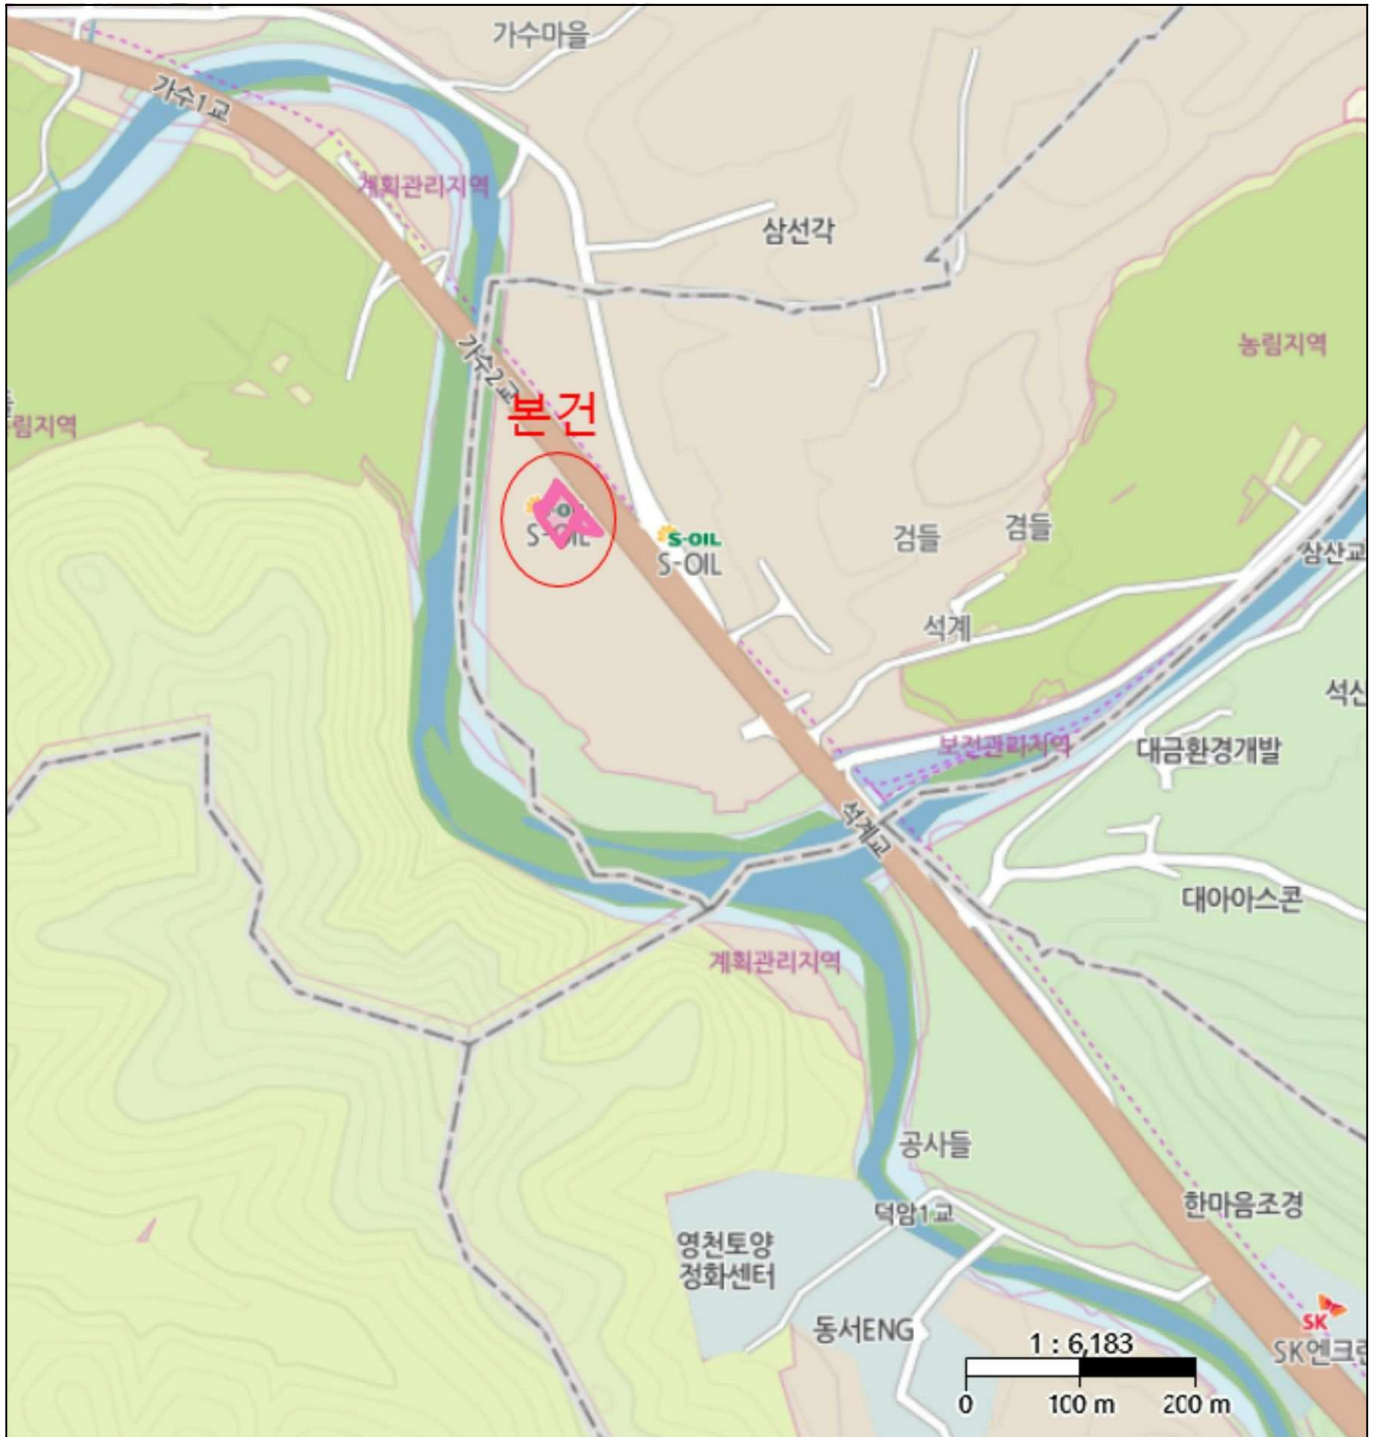 가수마을
가수1교
계획관리지역
삼선각
농림지역
가수2교
본건
림지역
S-OIL
S-OIL
S-OIL
검들
겸들
삼산교
석계
석산
보전관리지역
대금환경개발
석계교
대아아스콘
계획관리지역
공사들
한마음조경
덕암1교
영천토양
정화센터
동서ENG
SK
SK엔크린
1 : 6,183
0 100 m 200 m